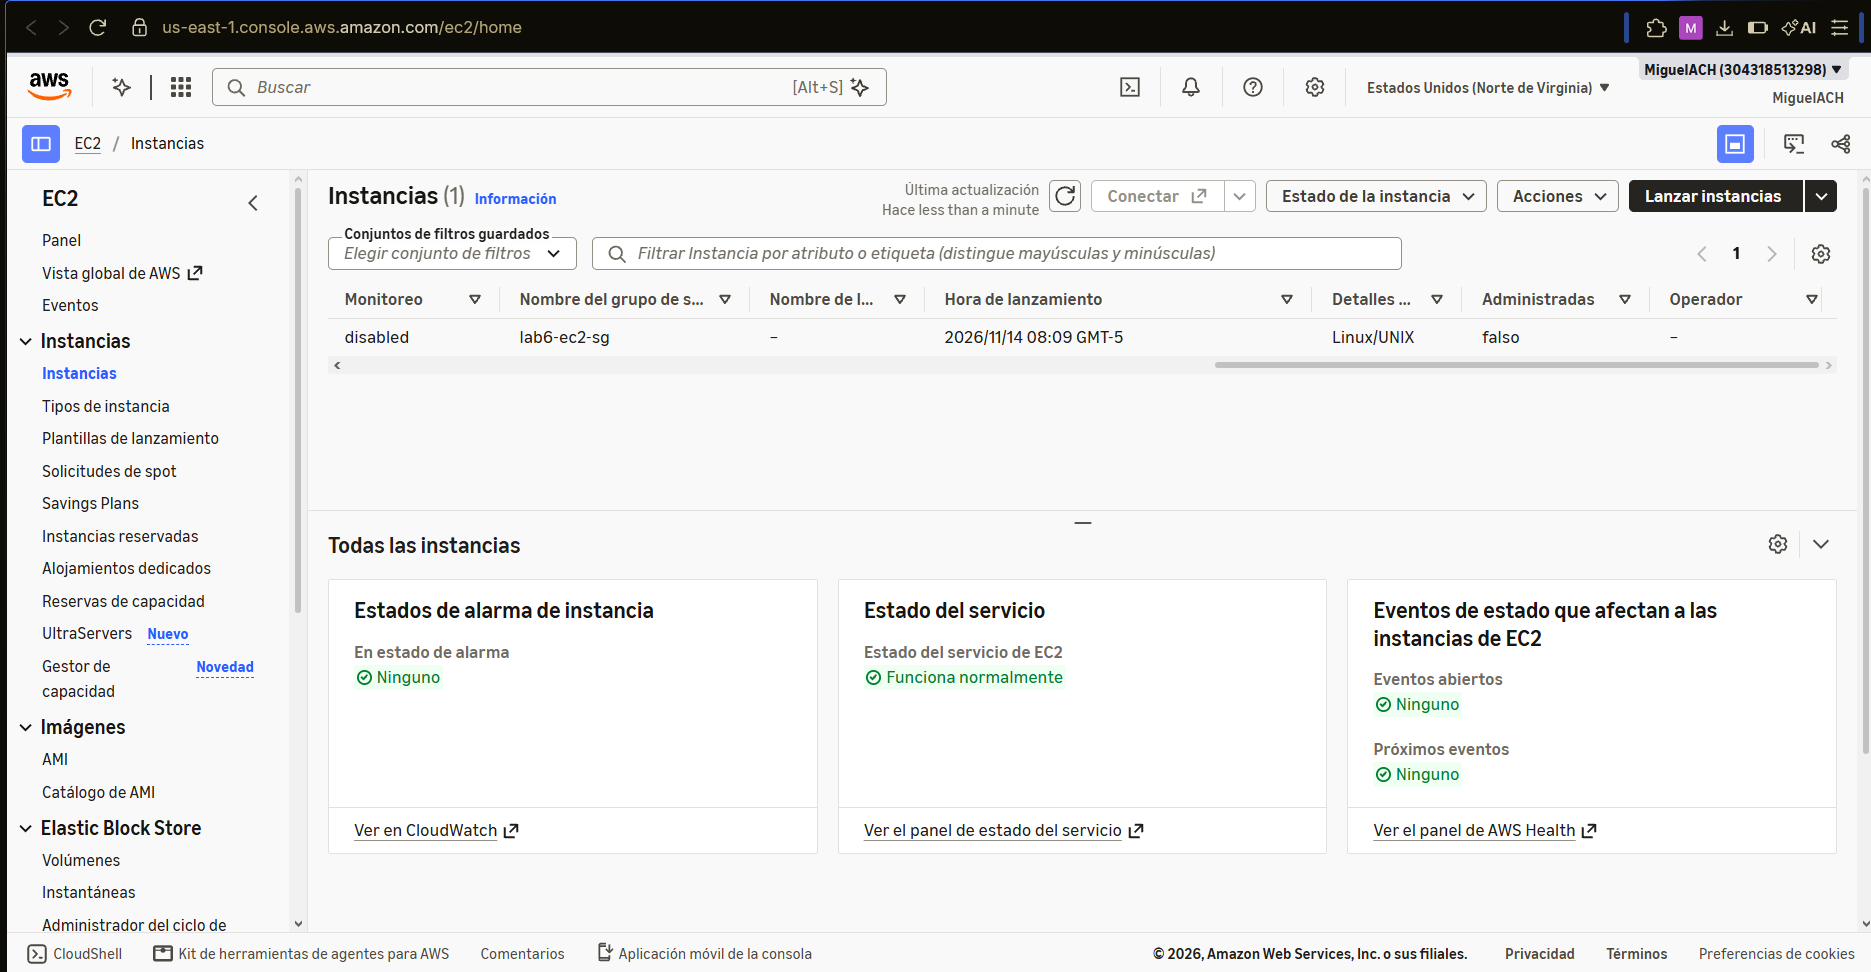 us-east-1.console.aws.amazon.com/ec2/home
M
AI
aws
Buscar
[Alt+S]
Estados Unidos (Norte de Virginia)
MiguelACH (304318513298)
MiguelACH
EC2 / Instancias
EC2
Panel
Vista global de AWS
Eventos
Instancias
Instancias
Tipos de instancia
Plantillas de lanzamiento
Solicitudes de spot
Savings Plans
Instancias reservadas
Alojamientos dedicados
Reservas de capacidad
UltraServers Nuevo
Gestor de capacidad Novedad
Imágenes
AMI
Catálogo de AMI
Elastic Block Store
Volúmenes
Instantáneas
Administrador del ciclo de
Instancias (1) Información
Última actualización
Hace less than a minute
Conectar
Estado de la instancia
Acciones
Lanzar instancias
Conjuntos de filtros guardados
Elegir conjunto de filtros
Filtrar Instancia por atributo o etiqueta (distingue mayúsculas y minúsculas)
1
Monitoreo Nombre del grupo de s... Nombre de l... Hora de lanzamiento Detalles ... Administradas Operador
disabled lab6-ec2-sg – 2026/11/14 08:09 GMT-5 Linux/UNIX falso –
Todas las instancias
Estados de alarma de instancia
En estado de alarma
Ninguno
Ver en CloudWatch
Estado del servicio
Estado del servicio de EC2
Funciona normalmente
Ver el panel de estado del servicio
Eventos de estado que afectan a las
instancias de EC2
Eventos abiertos
Ninguno
Próximos eventos
Ninguno
Ver el panel de AWS Health
CloudShell
Kit de herramientas de agentes para AWS
Comentarios
Aplicación móvil de la consola
© 2026, Amazon Web Services, Inc. o sus filiales.
Privacidad
Términos
Preferencias de cookies